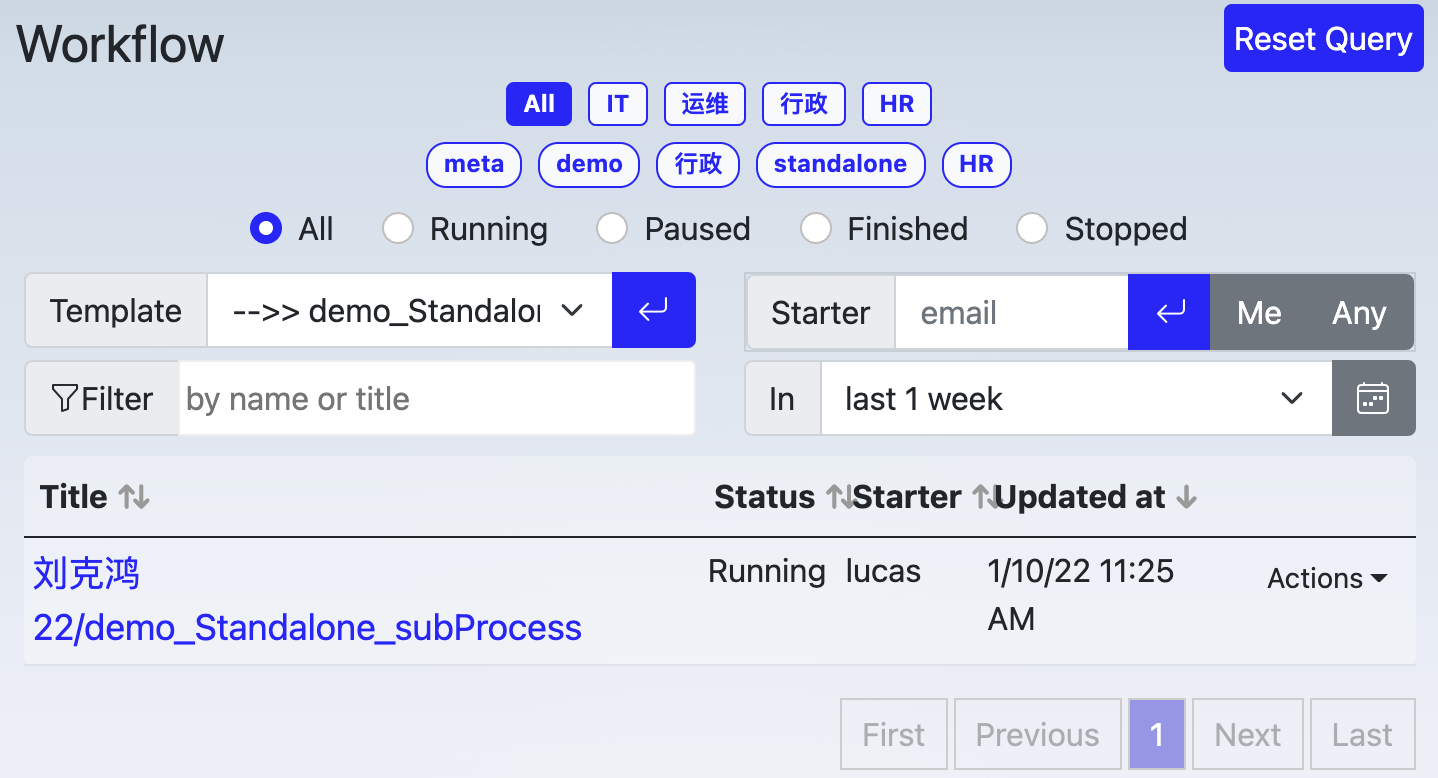 Workflow
Reset Query
All IT 运维 行政 HR
meta demo 行政 standalone HR
All Running Paused Finished Stopped
Template -->> demo_Standalo
Starter email Me Any
Filter by name or title
In last 1 week
Title Status Starter Updated at
刘克鸿 Running lucas 1/10/22 11:25 Actions
22/demo_Standalone_subProcess AM
First Previous 1 Next Last